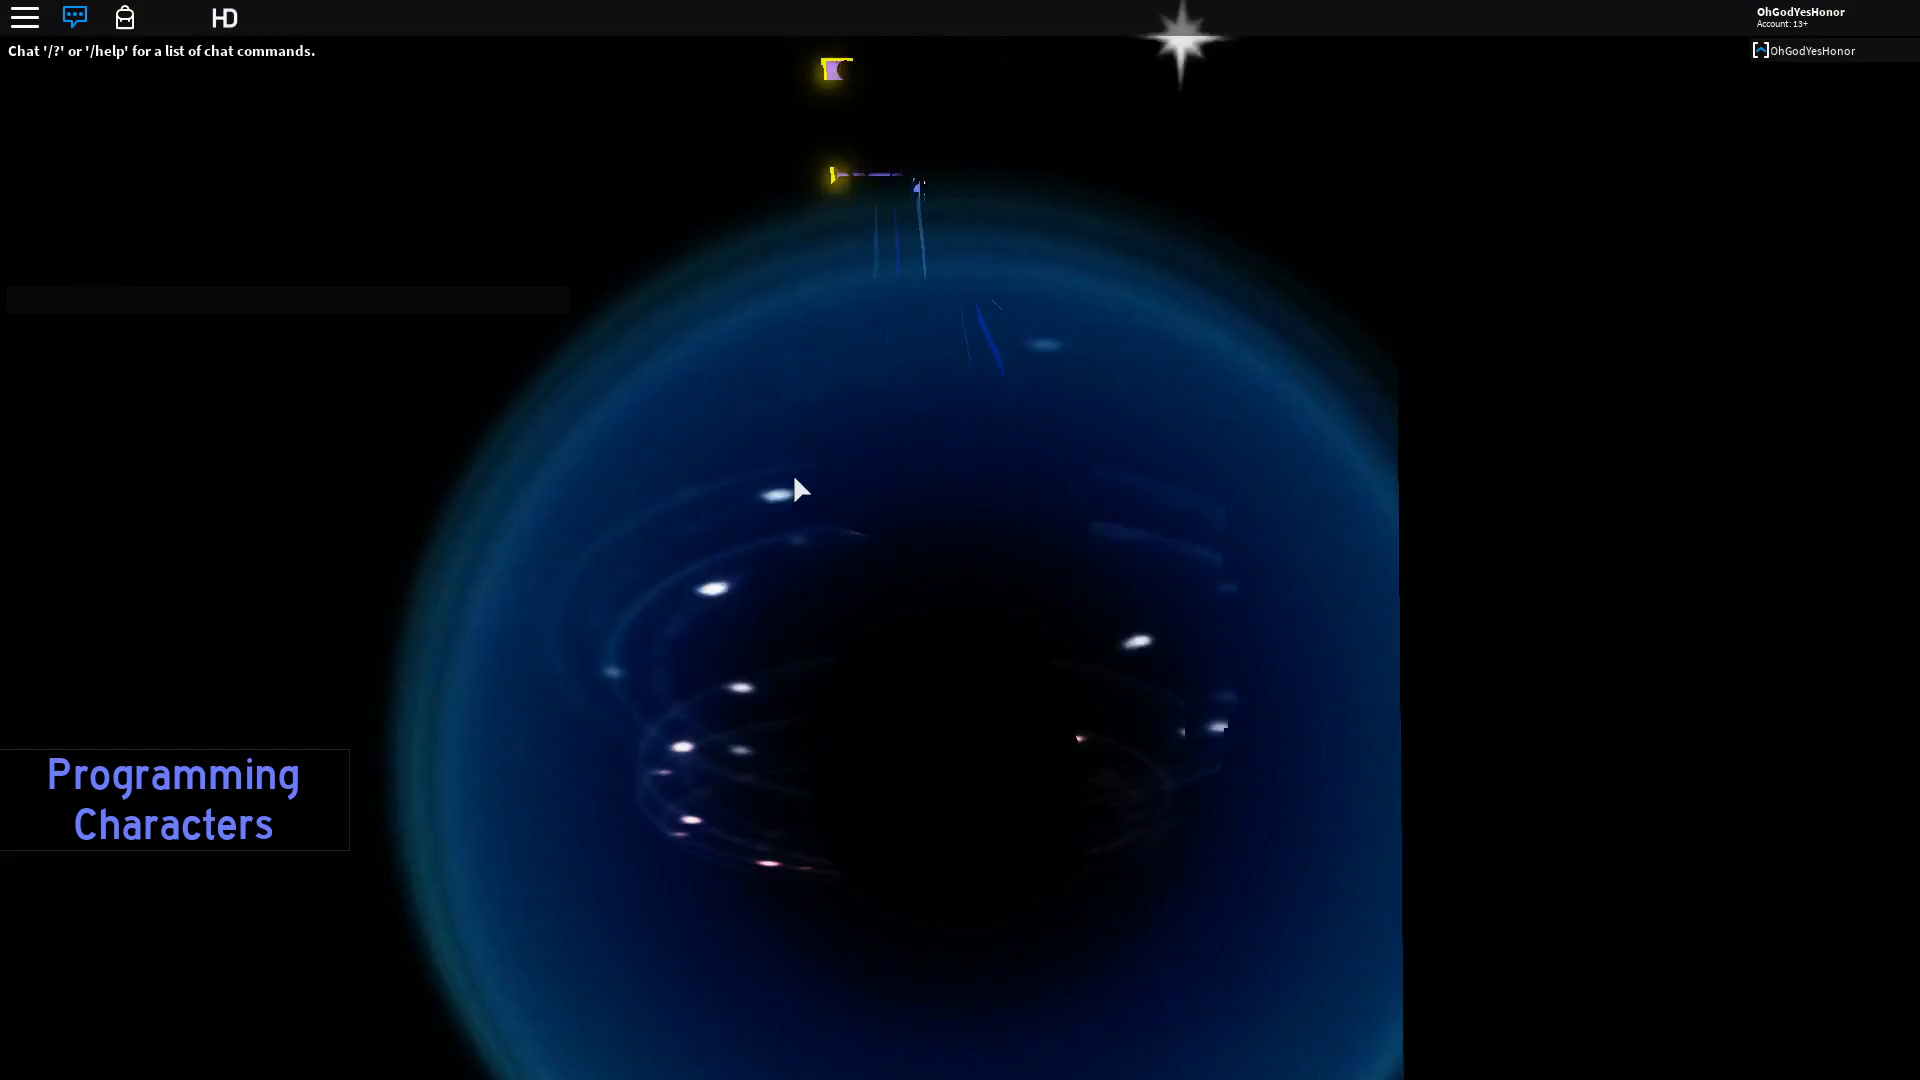 HD
OhGodYesHonor
Account: 13+
Chat '/?' or '/help' for a list of chat commands.
OhGodYesHonor
Programming
Characters